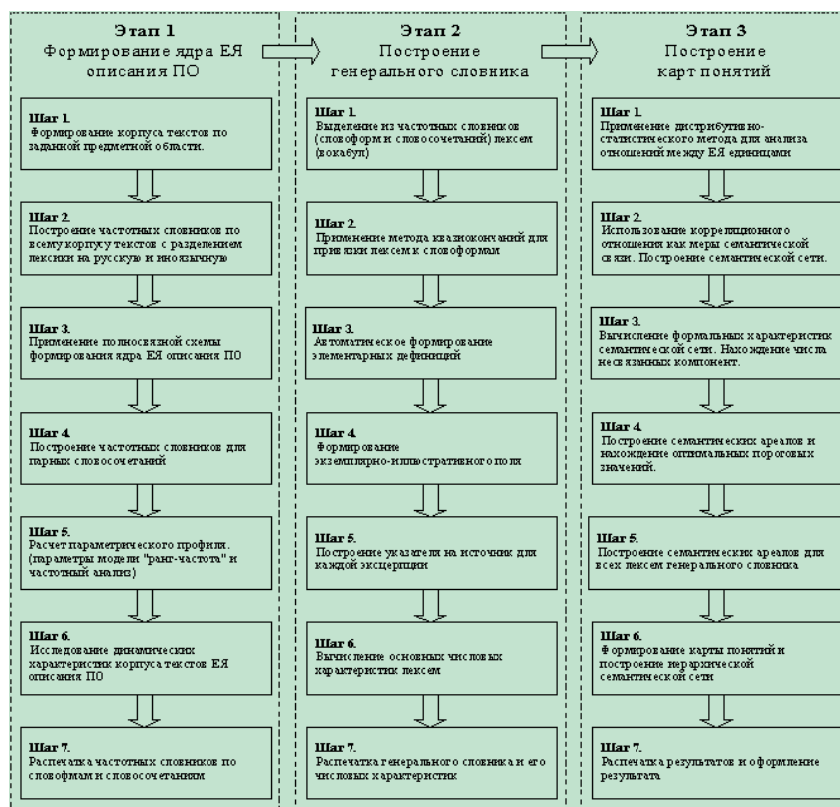 Этап 1
Формирование ядра ЕЯ
описания ПО
Шаг 1.
Формирование корпуса текстов по
заданной предметной области.
Шаг 2.
Построение частотных словников по
всему корпусу текстов с разделением
лексики на русскую и иноязычную
Шаг 3.
Применение полносвязной схемы
формирования ядра ЕЯ описания ПО
Шаг 4.
Построение частотных словников для
парных словосочетаний
Шаг 5.
Расчет параметрического профиля.
(параметры модели "ранг-частота" и
частотный анализ)
Шаг 6.
Исследование динамических
характеристик корпуса текстов ЕЯ
описания ПО
Шаг 7.
Распечатка частотных словников по
словофмам и словосочетаниям
Этап 2
Построение
генерального словника
Шаг 1.
Выделение из частотных словников
(словоформ и словосочетаний) лексем
(вокабул)
Шаг 2.
Применение метода квазиокончаний для
привязки лексем к словоформам
Шаг 3.
Автоматическое формирование
элементарных дефиниций
Шаг 4.
Формирование
экземплярно-иллюстративного поля
Шаг 5.
Построение указателя на источник для
каждой эксцерпции
Шаг 6.
Вычисление основных числовых
характеристик лексем
Шаг 7.
Распечатка генерального словника и его
числовых характеристик
Этап 3
Построение
карт понятий
Шаг 1.
Применение дистрибутивно-
статистического метода для анализа
отношений между ЕЯ единицами
Шаг 2.
Использование корреляционного
отношения как меры семантической
связи. Построение семантической сети.
Шаг 3.
Вычисление формальных характеристик
семантической сети. Нахождение числа
несвязанных компонент.
Шаг 4.
Построение семантических ареалов и
нахождение оптимальных пороговых
значений.
Шаг 5.
Построение семантических ареалов для
всех лексем генерального словника
Шаг 6.
Формирование карты понятий и
построение иерархической
семантической сети
Шаг 7.
Распечатка результатов и оформление
результата